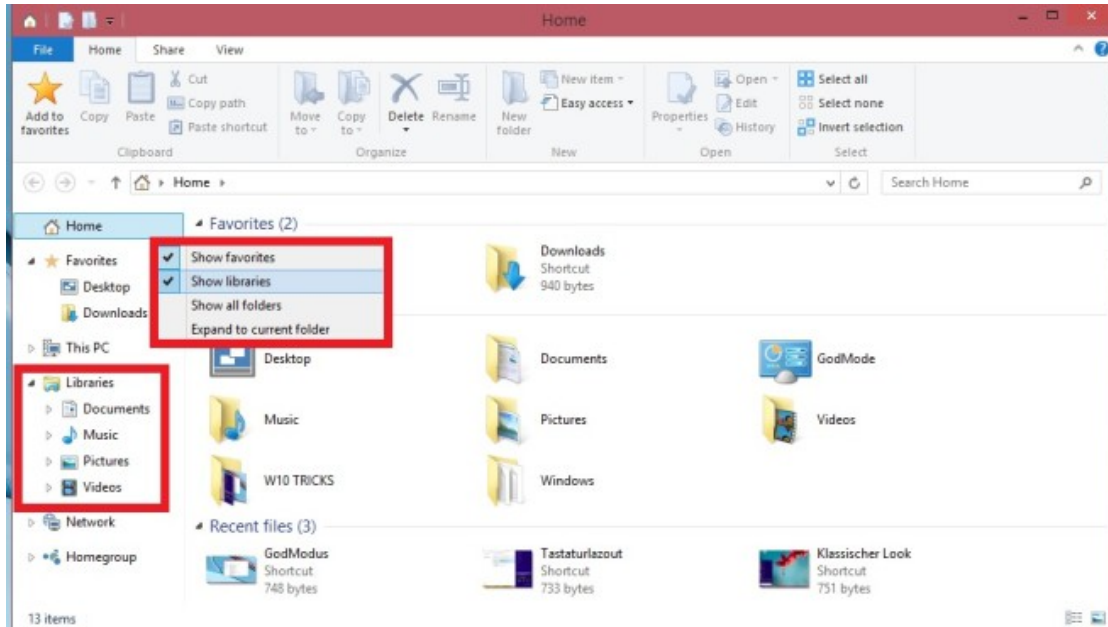 Home
File Home Share View
Add to favorites
Copy
Paste
Cut
Copy path
Paste shortcut
Clipboard
Move to
Copy to
Delete
Rename
Organize
New folder
New item
Easy access
New
Properties
Open
Edit
History
Open
Select all
Select none
Invert selection
Select
Home
Search Home
Home
Favorites
Desktop
Downloads
This PC
Libraries
Documents
Music
Pictures
Videos
Network
Homegroup
Show favorites
Show libraries
Show all folders
Expand to current folder
Favorites (2)
Downloads
Shortcut
940 bytes
Desktop
Documents
GodMode
Music
Pictures
Videos
W10 TRICKS
Windows
Recent files (3)
GodModus
Shortcut
748 bytes
Tastaturlazout
Shortcut
733 bytes
Klassischer Look
Shortcut
751 bytes
13 items